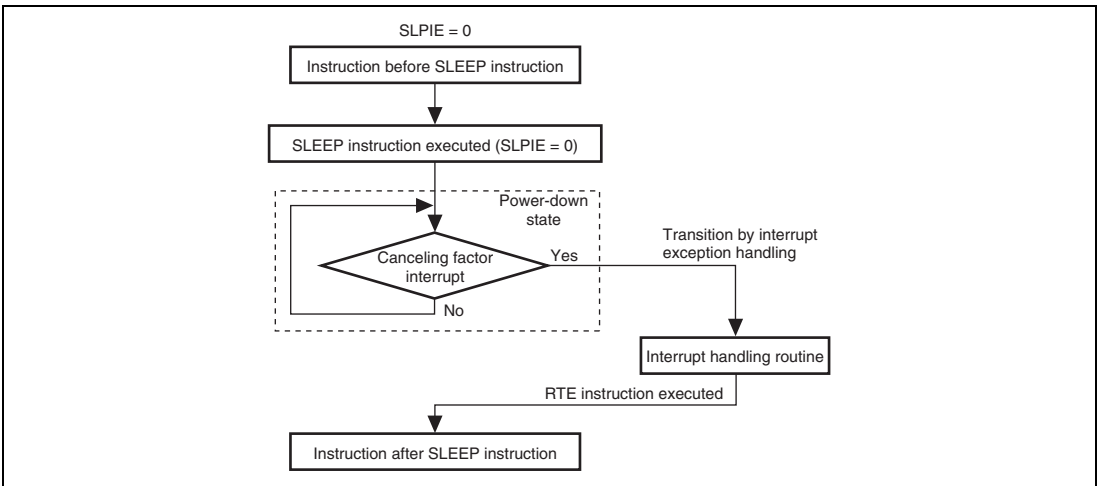 SLPIE = 0
Instruction before SLEEP instruction
SLEEP instruction executed (SLPIE = 0)
Power-down
state
Canceling factor
interrupt
Yes
No
Transition by interrupt
exception handling
Interrupt handling routine
RTE instruction executed
Instruction after SLEEP instruction